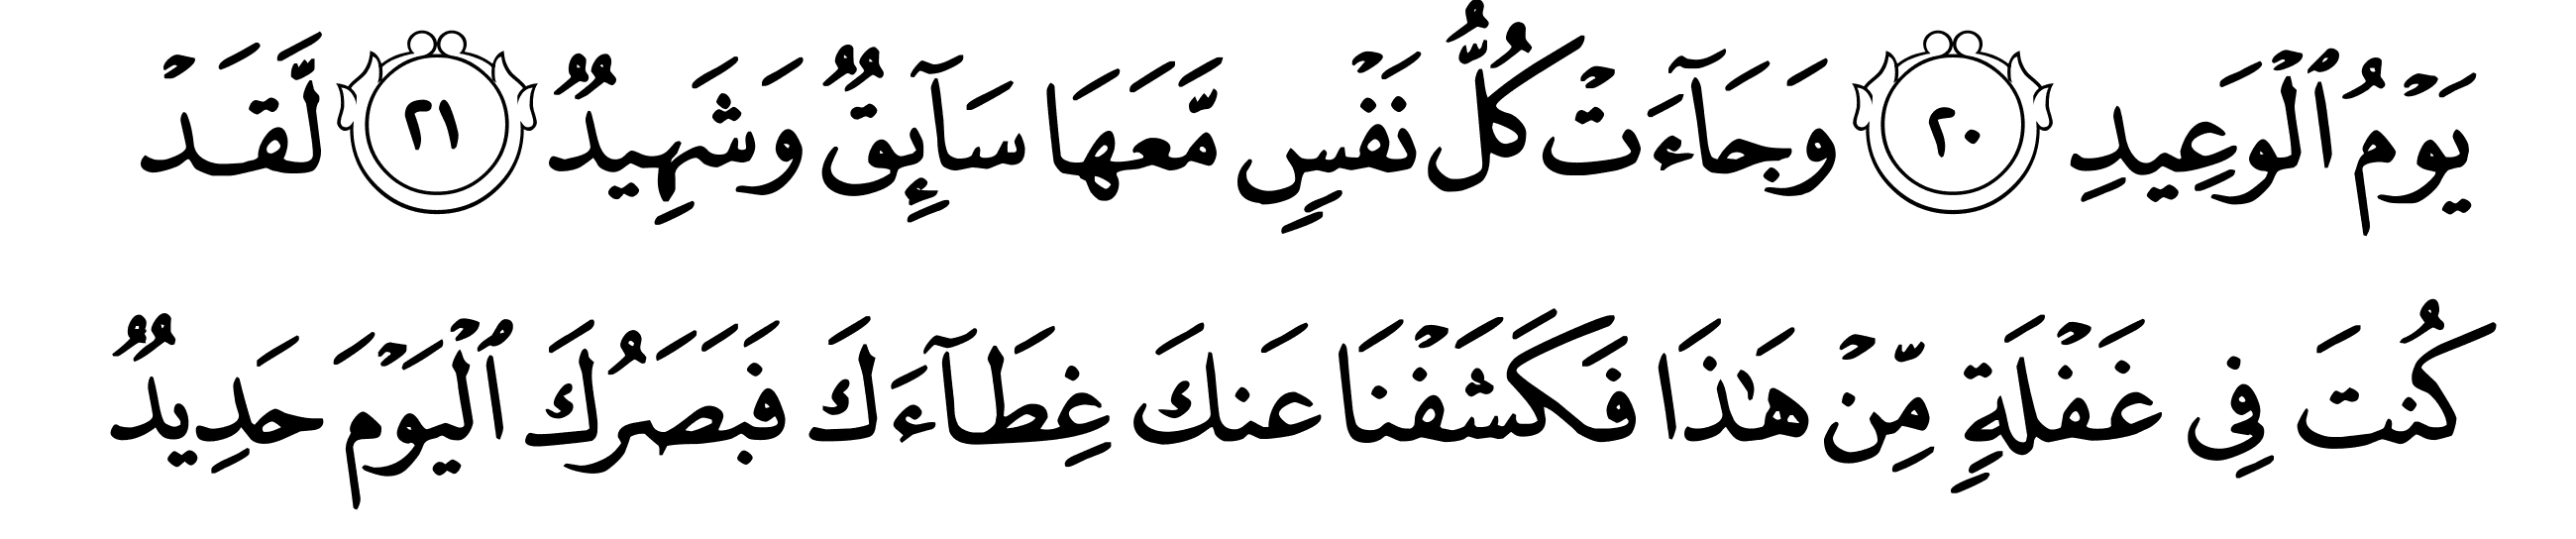 يَوْمُ ٱلْوَعِيدِ ٢٠ وَجَآءَتْ كُلُّ نَفْسٍ مَّعَهَا سَآئِقٌ وَشَهِيدٌ ٢١ لَّقَدْ
كُنتَ فِى غَفْلَةٍ مِّنْ هَٰذَا فَكَشَفْنَا عَنكَ غِطَآءَكَ فَبَصَرُكَ ٱلْيَوْمَ حَدِيدٌ